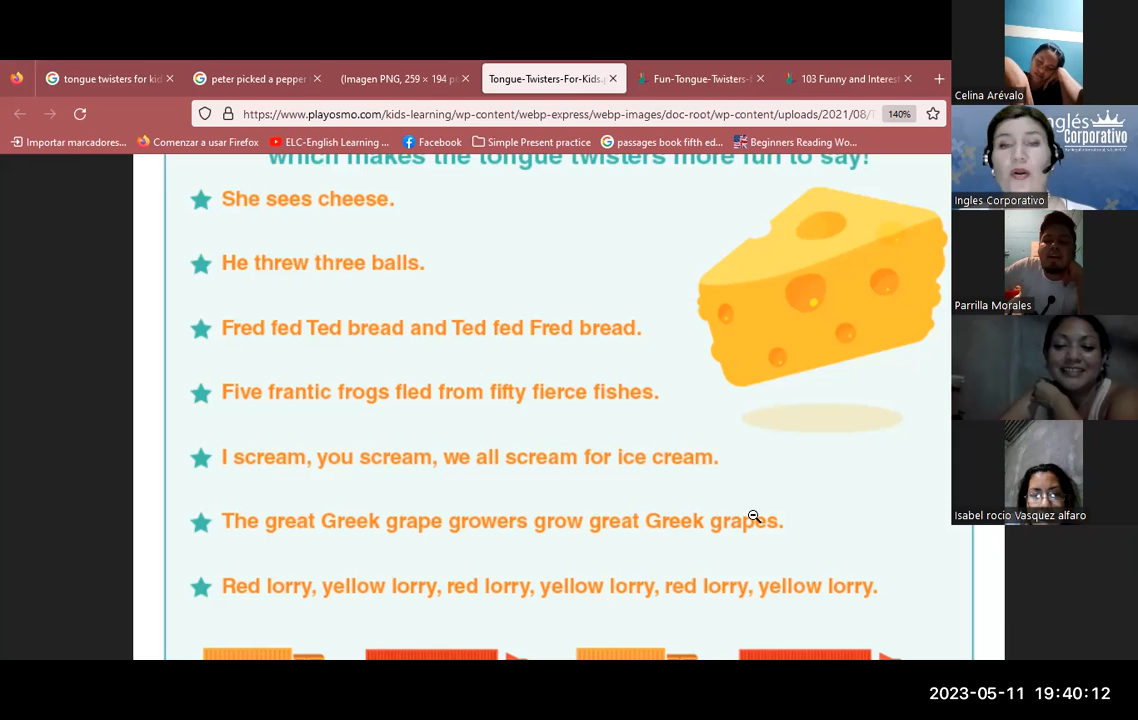 tongue twisters for kid
peter picked a pepper
(Imagen PNG, 259 × 194 p
Tongue-Twisters-For-Kids.
Fun-Tongue-Twisters-
103 Funny and Interest
https://www.playosmo.com/kids-learning/wp-content/webp-express/webp-images/doc-root/wp-content/uploads/2021/08/
140%
Importar marcadores...
Comenzar a usar Firefox
ELC-English Learning ...
Facebook
Simple Present practice
passages book fifth ed...
Beginners Reading Wo...
which makes the tongue twisters more fun to say!
She sees cheese.
He threw three balls.
Fred fed Ted bread and Ted fed Fred bread.
Five frantic frogs fled from fifty fierce fishes.
I scream, you scream, we all scream for ice cream.
The great Greek grape growers grow great Greek grapes.
Red lorry, yellow lorry, red lorry, yellow lorry, red lorry, yellow lorry.
Celina Arévalo
Inglés
Corporativo
Ingles Corporativo
Parrilla Morales
Isabel rocio Vasquez alfaro
2023-05-11 19:40:12